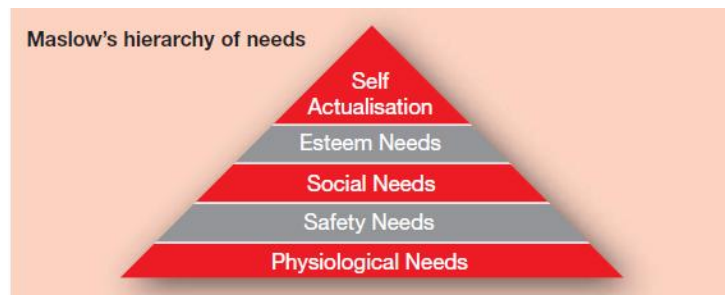 Maslow's hierarchy of needs
Self
Actualisation
Esteem Needs
Social Needs
Safety Needs
Physiological Needs